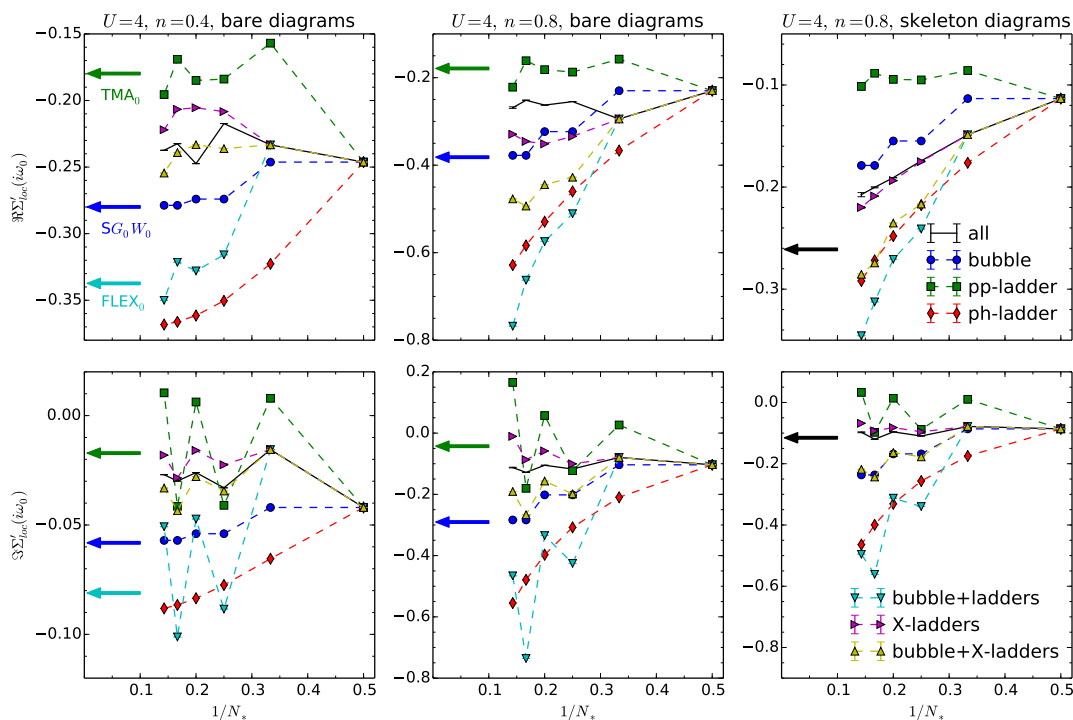 U=4, n=0.4, bare diagrams
U=4, n=0.8, bare diagrams
U=4, n=0.8, skeleton diagrams
ℜΣ′loc(iω₀)
−0.15
−0.20
−0.25
−0.30
−0.35
TMA₀
SG₀W₀
FLEX₀
−0.2
−0.4
−0.6
−0.8
−0.1
−0.2
−0.3
all
bubble
pp-ladder
ph-ladder
ℑΣ′loc(iω₀)
0.00
−0.05
−0.10
0.1
0.2
0.3
0.4
0.5
1/N∗
0.2
0.0
−0.2
−0.4
−0.6
−0.8
0.1
0.2
0.3
0.4
0.5
1/N∗
0.0
−0.2
−0.4
−0.6
−0.8
bubble+ladders
X-ladders
bubble+X-ladders
0.1
0.2
0.3
0.4
0.5
1/N∗